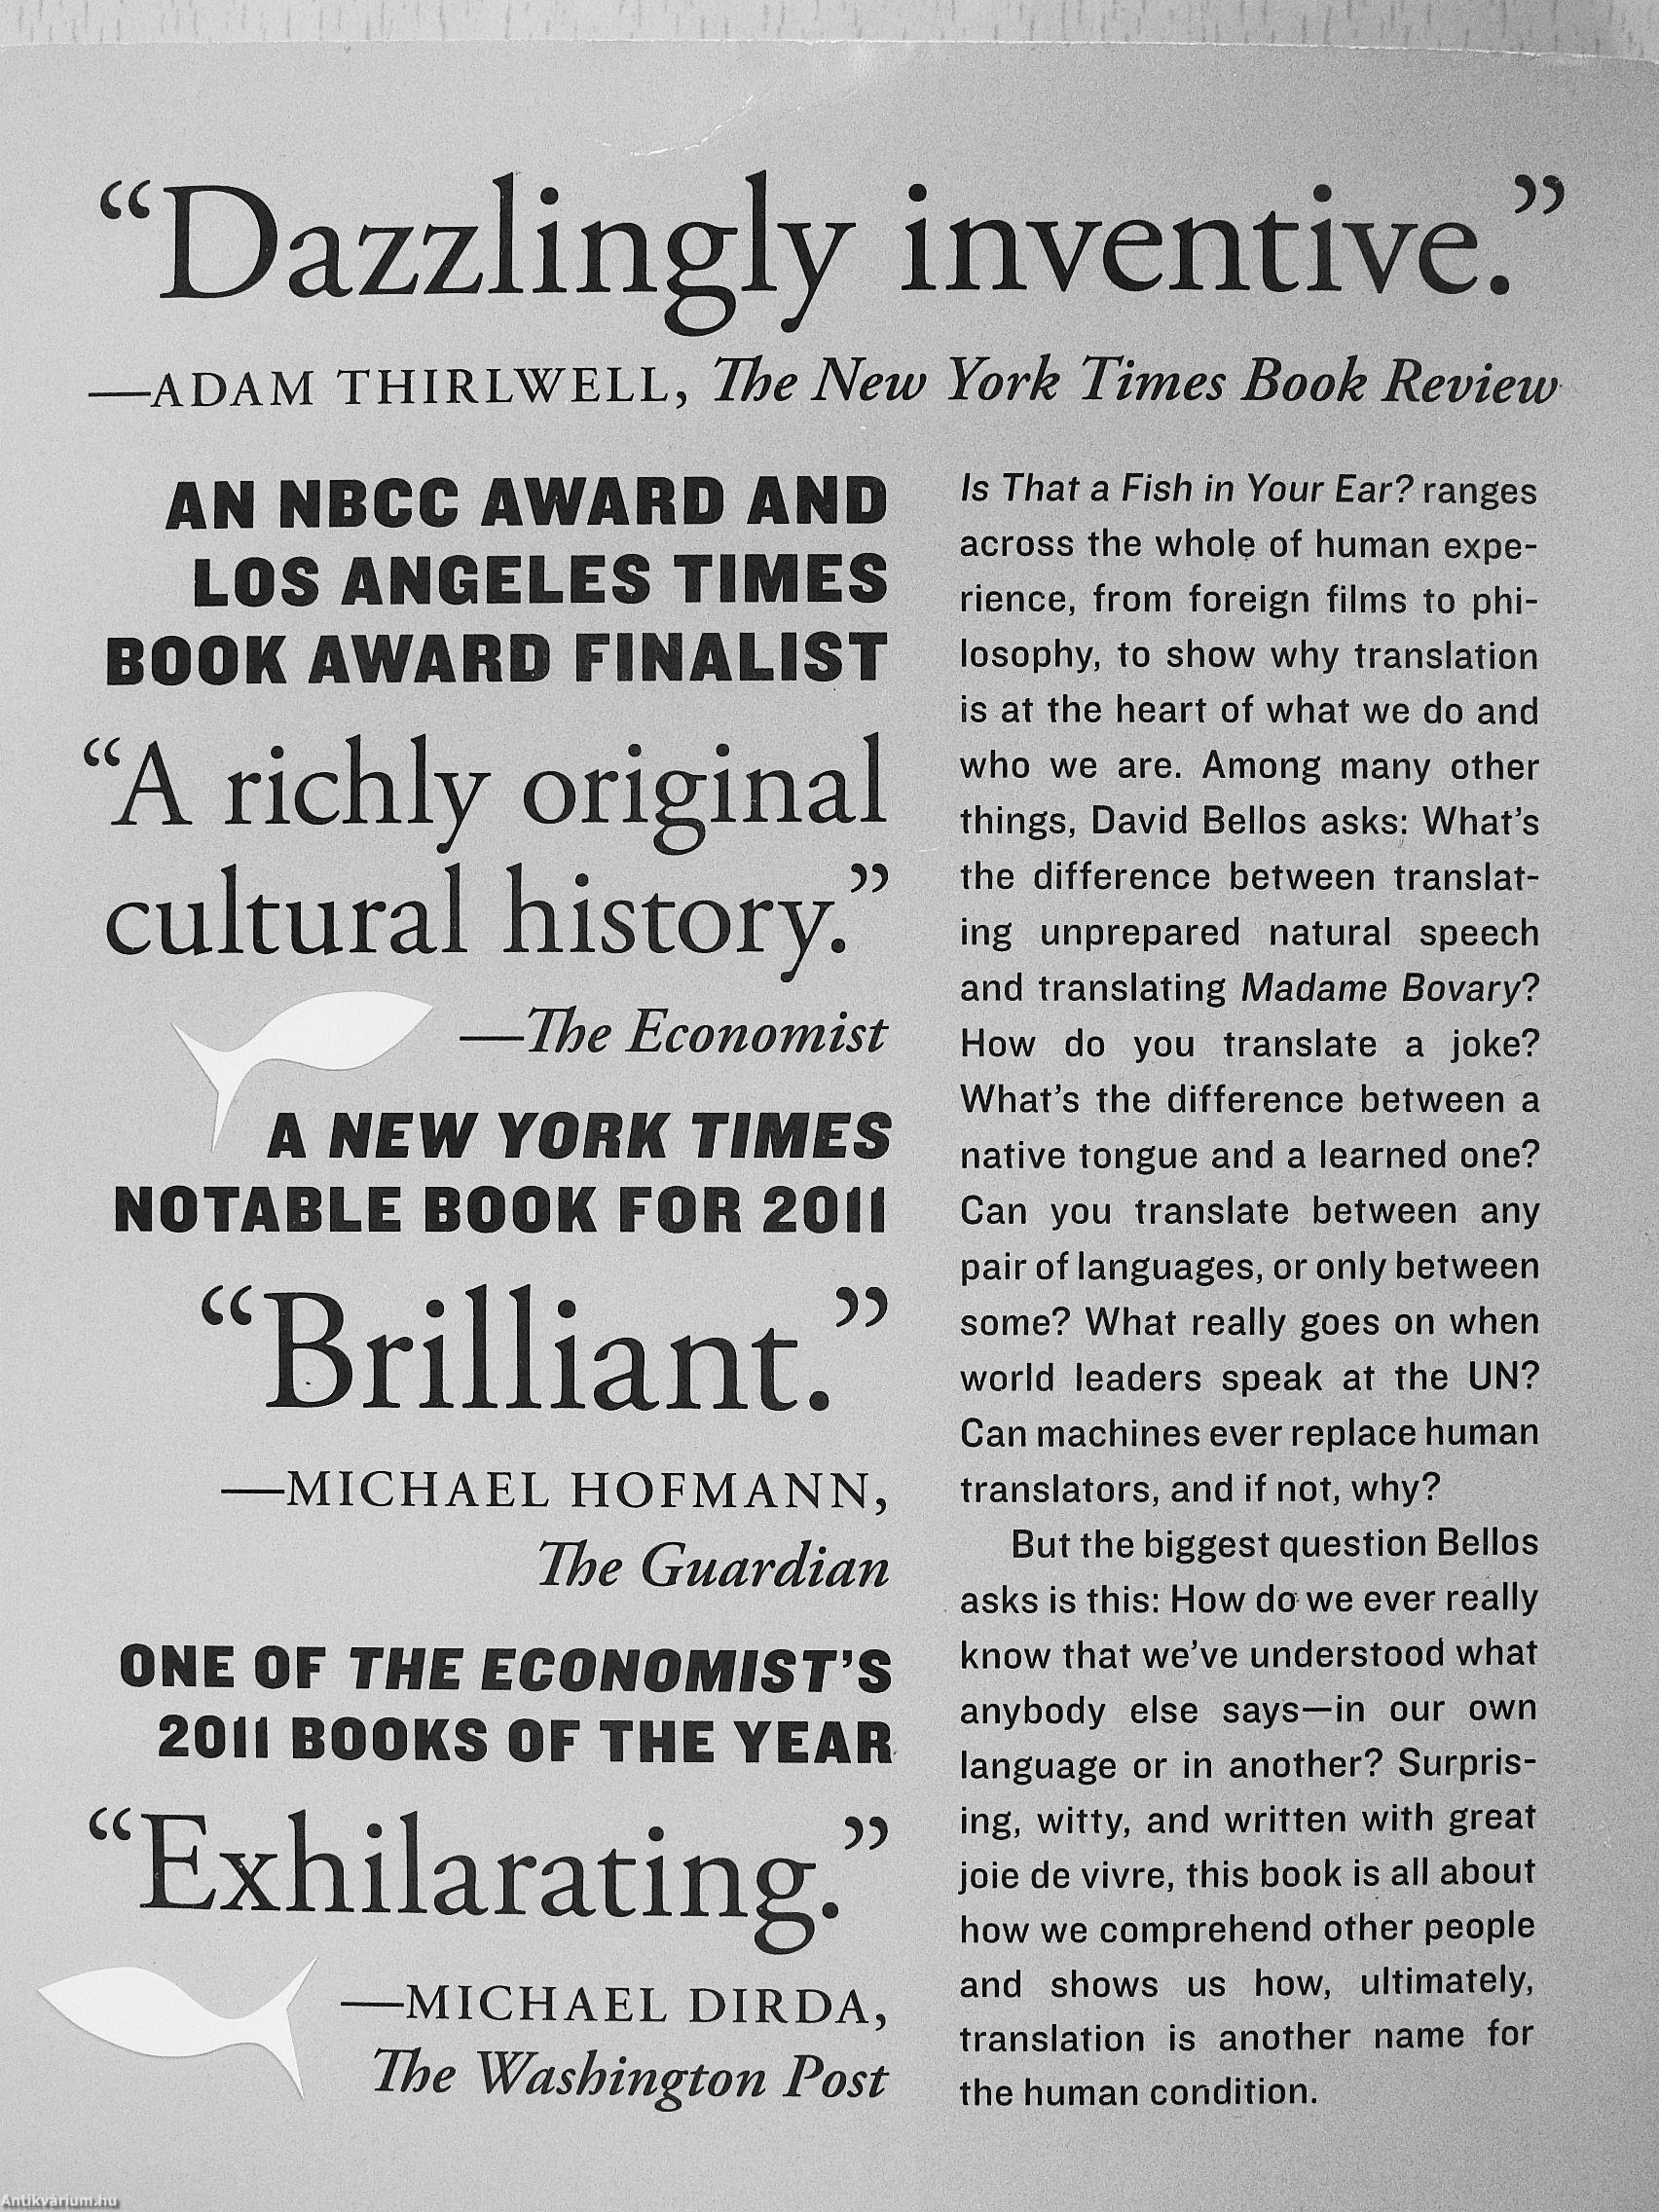 “Dazzlingly inventive.”
—ADAM THIRLWELL, The New York Times Book Review
AN NBCC AWARD AND
LOS ANGELES TIMES
BOOK AWARD FINALIST
“A richly original
cultural history.”
—The Economist
A NEW YORK TIMES
NOTABLE BOOK FOR 2011
“Brilliant.”
—MICHAEL HOFMANN,
The Guardian
ONE OF THE ECONOMIST’S
2011 BOOKS OF THE YEAR
“Exhilarating.”
—MICHAEL DIRDA,
The Washington Post
Is That a Fish in Your Ear? ranges
across the whole of human expe-
rience, from foreign films to phi-
losophy, to show why translation
is at the heart of what we do and
who we are. Among many other
things, David Bellos asks: What’s
the difference between translat-
ing unprepared natural speech
and translating Madame Bovary?
How do you translate a joke?
What’s the difference between a
native tongue and a learned one?
Can you translate between any
pair of languages, or only between
some? What really goes on when
world leaders speak at the UN?
Can machines ever replace human
translators, and if not, why?
But the biggest question Bellos
asks is this: How do we ever really
know that we’ve understood what
anybody else says—in our own
language or in another? Surpris-
ing, witty, and written with great
joie de vivre, this book is all about
how we comprehend other people
and shows us how, ultimately,
translation is another name for
the human condition.
Antikvárium.hu